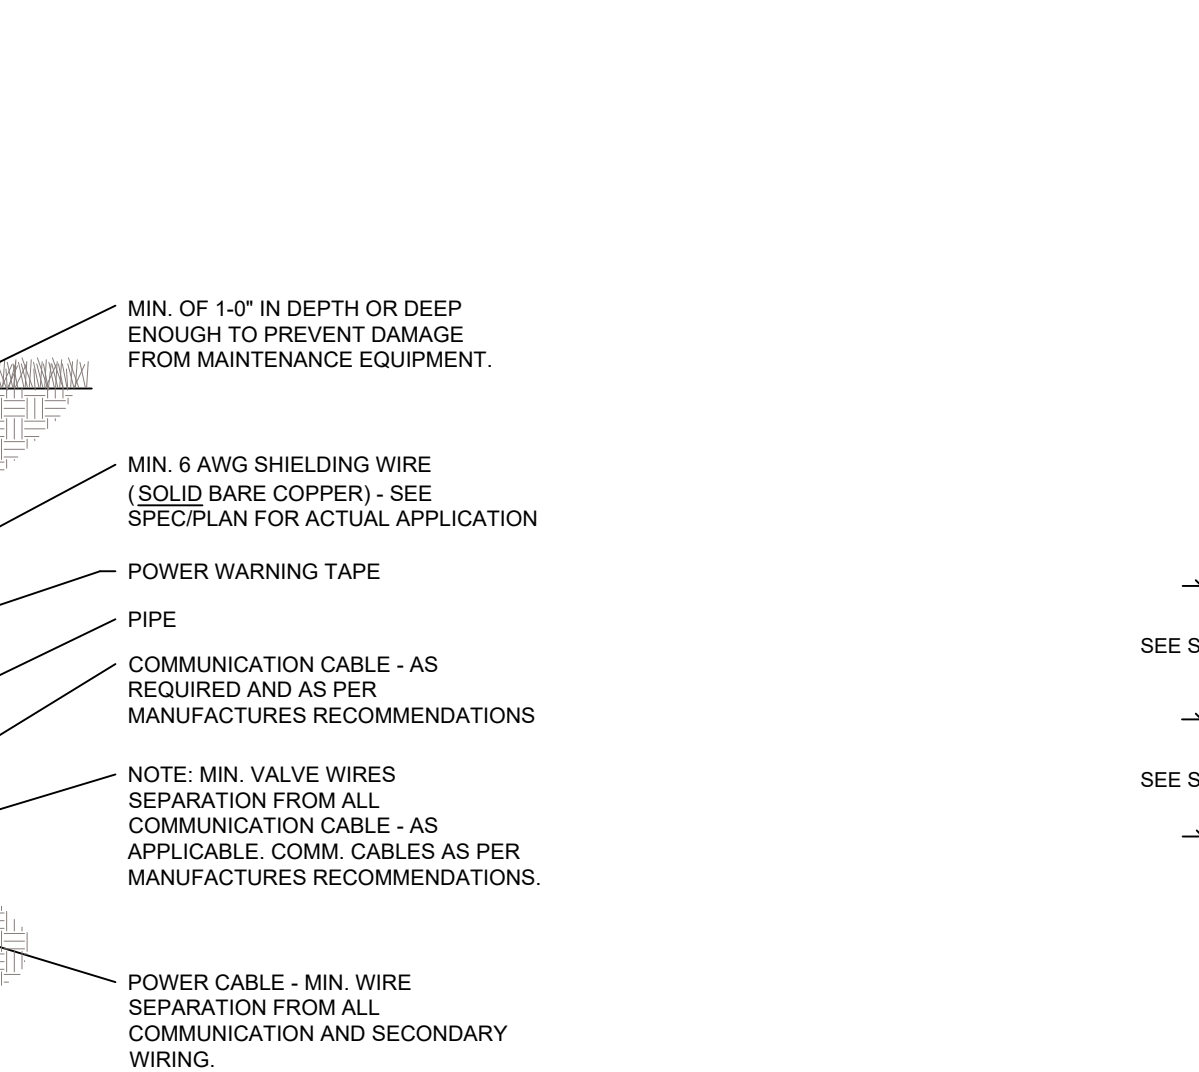 MIN. OF 1-0" IN DEPTH OR DEEP
ENOUGH TO PREVENT DAMAGE
FROM MAINTENANCE EQUIPMENT.
MIN. 6 AWG SHIELDING WIRE
(SOLID BARE COPPER) - SEE
SPEC/PLAN FOR ACTUAL APPLICATION
POWER WARNING TAPE
PIPE
COMMUNICATION CABLE - AS
REQUIRED AND AS PER
MANUFACTURES RECOMMENDATIONS
NOTE: MIN. VALVE WIRES
SEPARATION FROM ALL
COMMUNICATION CABLE - AS
APPLICABLE. COMM. CABLES AS PER
MANUFACTURES RECOMMENDATIONS.
POWER CABLE - MIN. WIRE
SEPARATION FROM ALL
COMMUNICATION AND SECONDARY
WIRING.
SEE S
SEE S